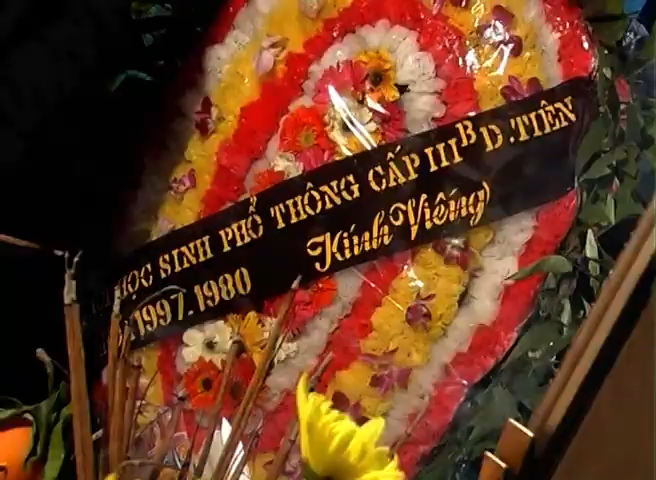 HỌC SINH PHỔ THÔNG CẤP IIIB D.TIÊN
1997.1980 Kính Viếng